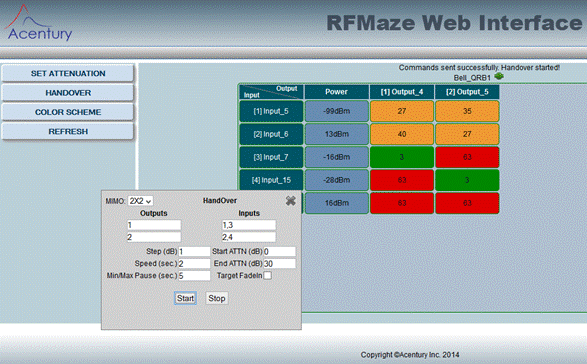 Acentury
RFMaze Web Interface
Commands sent successfully. Handover started!
Bell_QRB1
SET ATTENUATION
HANDOVER
COLOR SCHEME
REFRESH
Output
Input
Power
[1] Output_4
[2] Output_5
[1] Input_5
-99dBm
27
35
[2] Input_6
13dBm
40
27
[3] Input_7
-16dBm
3
63
[4] Input_15
-28dBm
63
3
16dBm
63
63
MIMO: 2X2
HandOver
Outputs
Inputs
1
1,3
2
2,4
Step (dB) 1
Start ATTN (dB) 0
Speed (sec.) 2
End ATTN (dB) 30
Min/Max Pause (sec.) 5
Target FadeIn
Start
Stop
Copyright ©Acentury Inc. 2014